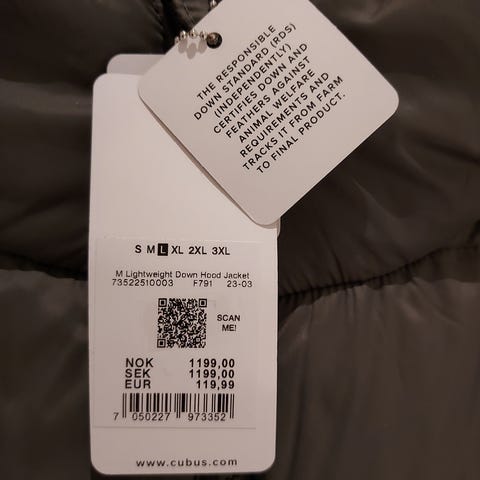 THE RESPONSIBLE
DOWN STANDARD (RDS)
(INDEPENDENTLY)
CERTIFIES DOWN AND
FEATHERS AGAINST
ANIMAL WELFARE
REQUIREMENTS AND
TRACKS IT FROM FARM
TO FINAL PRODUCT.
S M L XL 2XL 3XL
M Lightweight Down Hood Jacket
73522510003 F791 23-03
SCAN
ME!
NOK 1199,00
SEK 1199,00
EUR 119,99
7 050227 973352
www.cubus.com